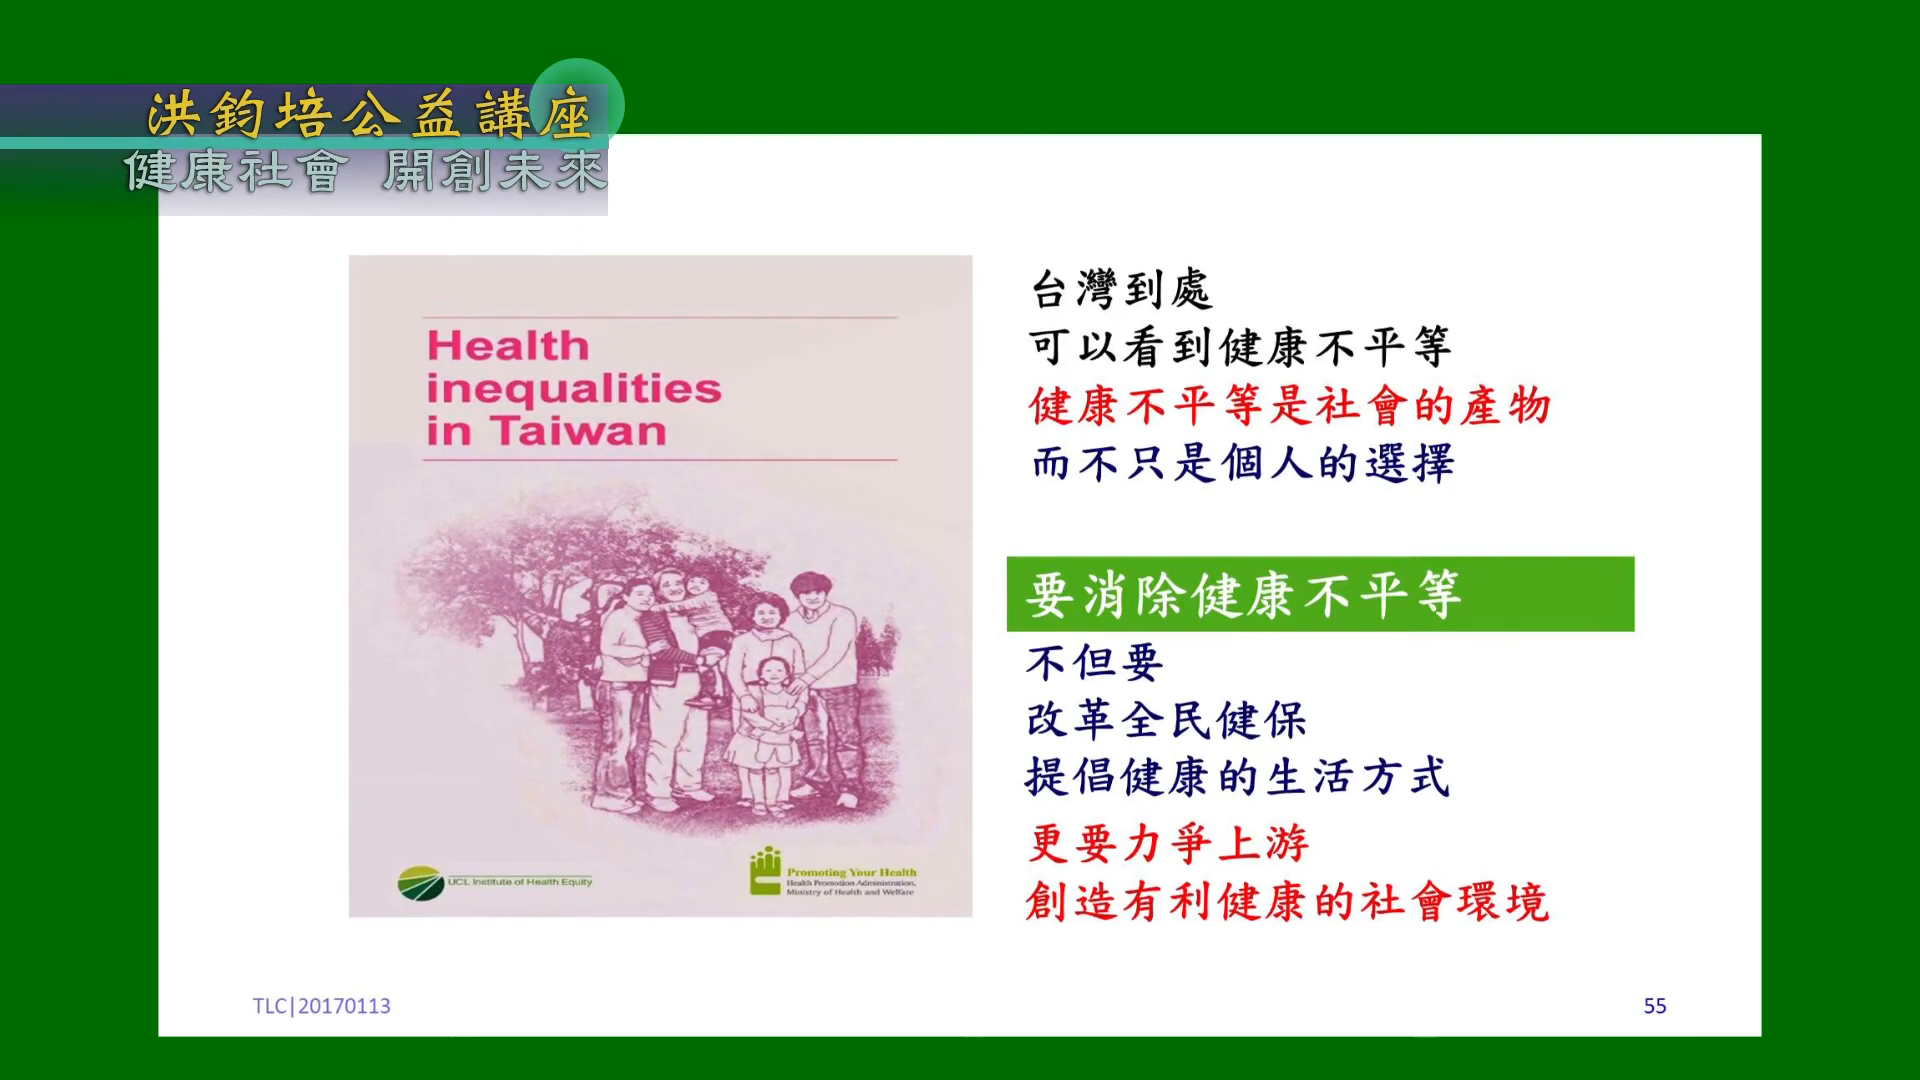 洪鈞培公益講座
健康社會 開創未來
Health
inequalities
in Taiwan
UCL Institute of Health Equity
Promoting Your Health
Health Promotion Administration,
Ministry of Health and Welfare
台灣到處
可以看到健康不平等
健康不平等是社會的產物
而不只是個人的選擇
要消除健康不平等
不但要
改革全民健保
提倡健康的生活方式
更要力爭上游
創造有利健康的社會環境
TLC|20170113
55